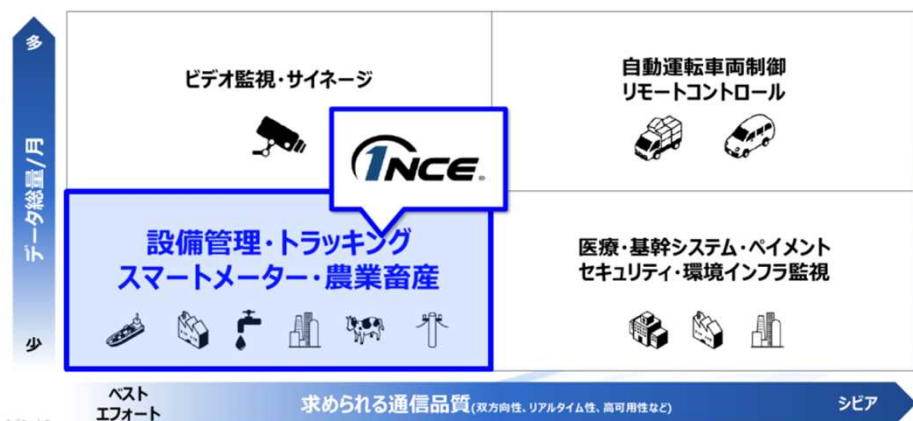 多
データ総量/月
少
ビデオ監視・サイネージ
自動運転車両制御
リモートコントロール
1NCE
設備管理・トラッキング
スマートメーター・農業畜産
医療・基幹システム・ペイメント
セキュリティ・環境インフラ監視
ベスト
エフォート
求められる通信品質(双方向性、リアルタイム性、高可用性など)
シビア